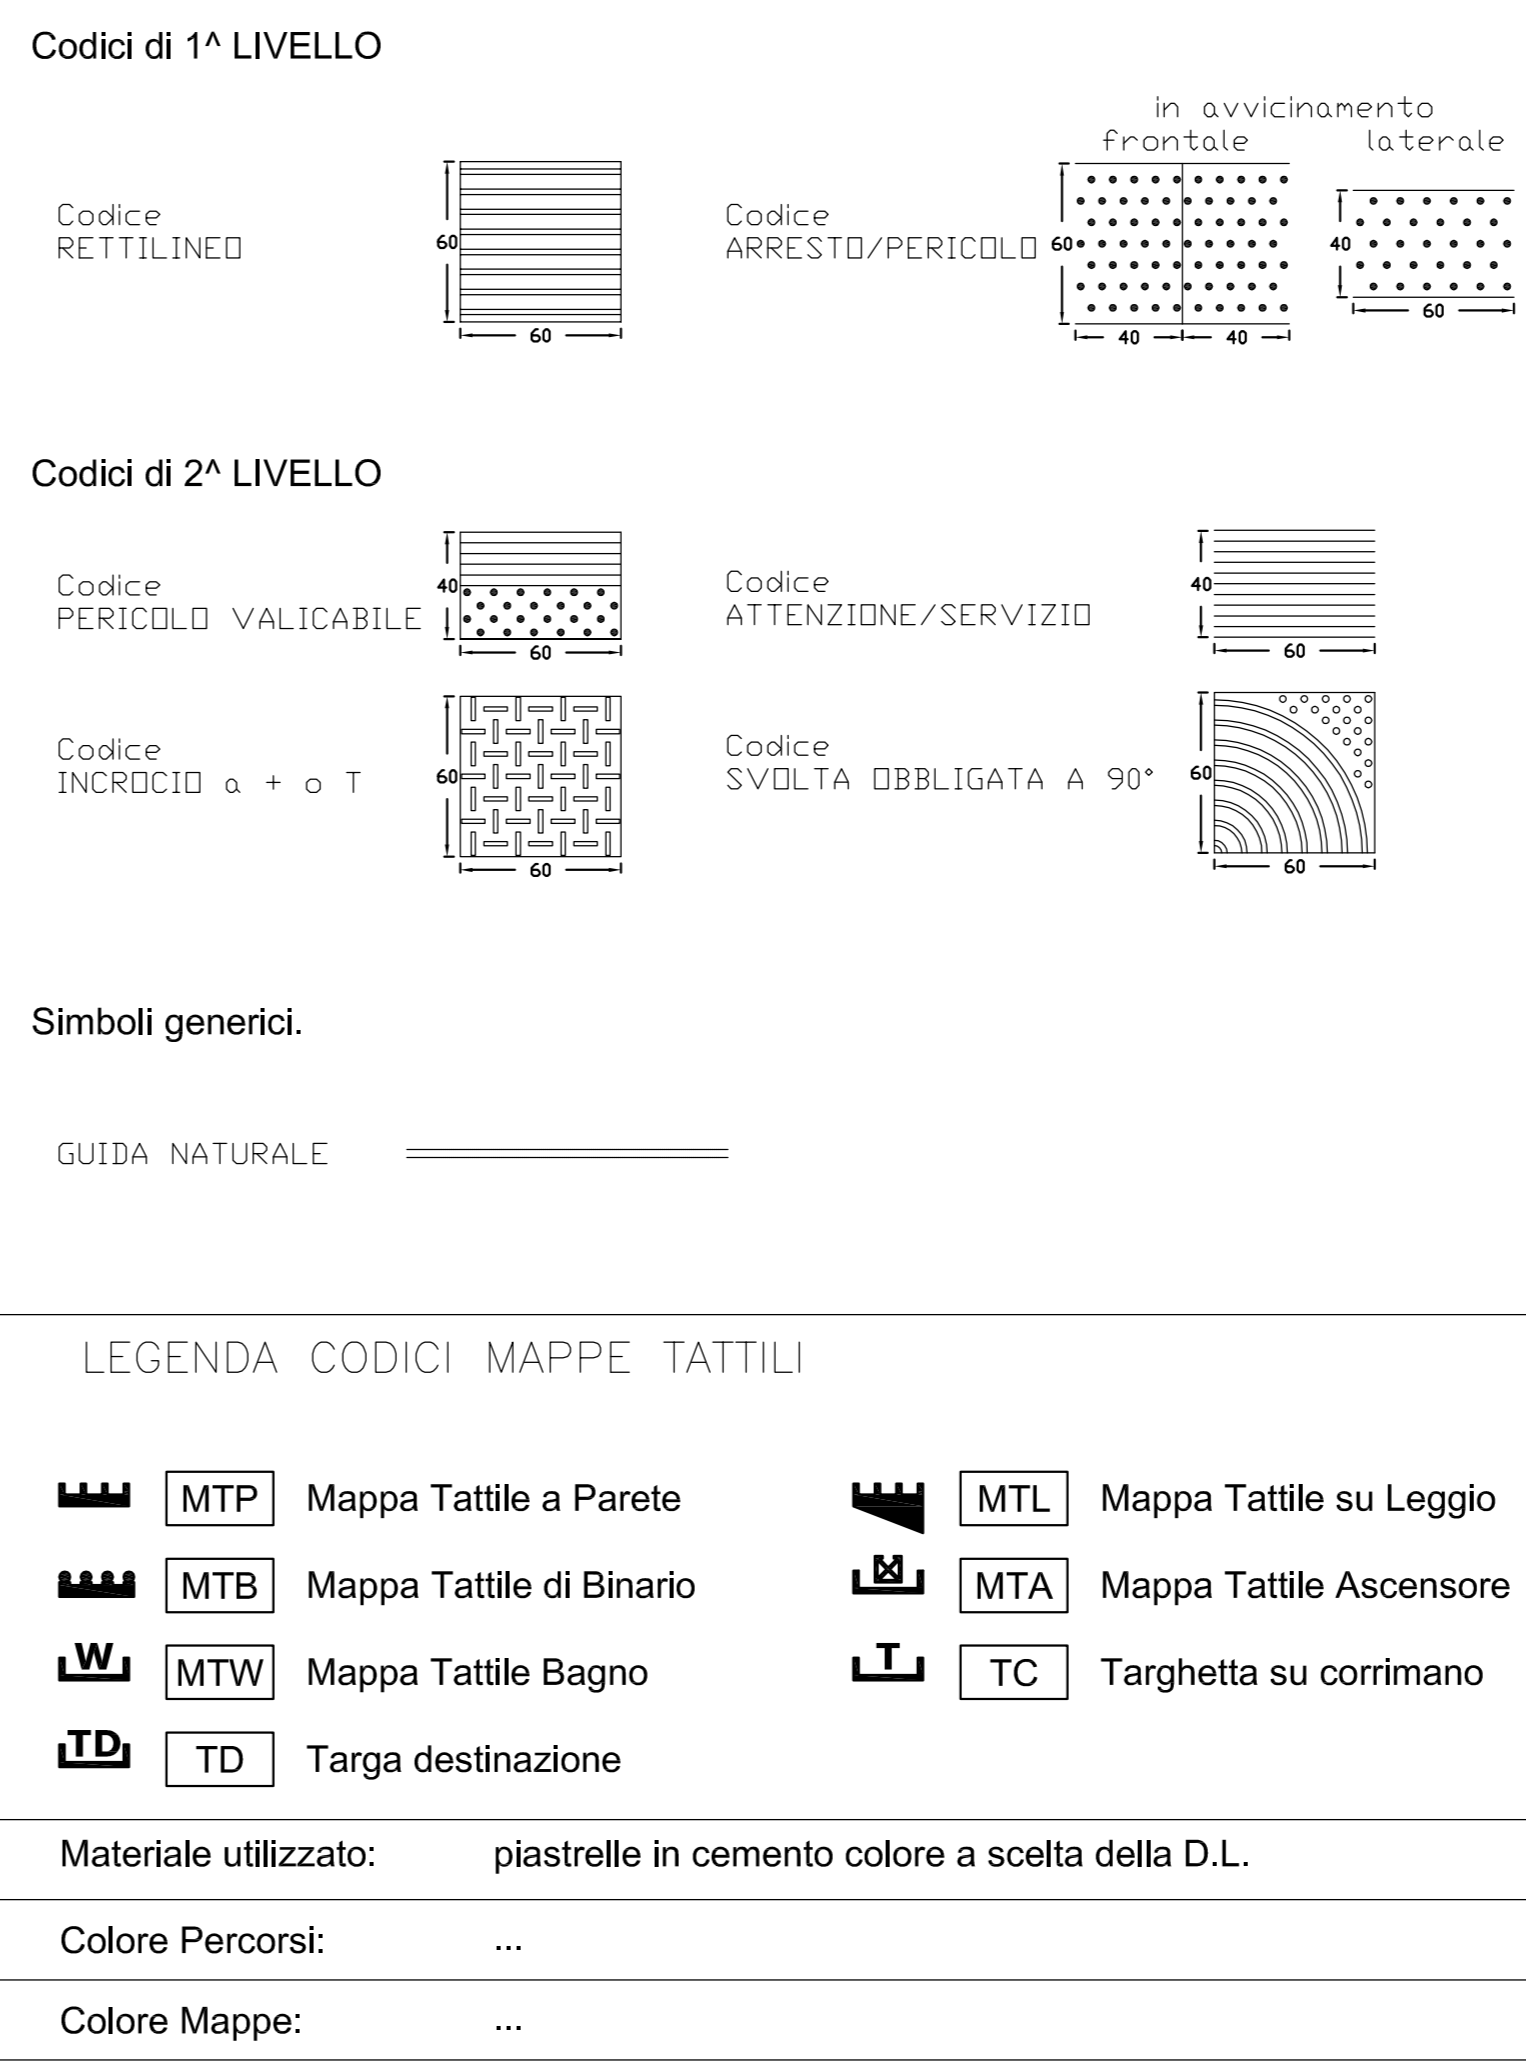 Codici di 1^ LIVELLO
in avvicinamento
frontale laterale
Codice
RETTILINEO
60
60
Codice
ARRESTO/PERICOLO
60
40 40
40
60
Codici di 2^ LIVELLO
Codice
PERICOLO VALICABILE
40
60
Codice
ATTENZIONE/SERVIZIO
40
60
Codice
INCROCIO a + o T
60
60
Codice
SVOLTA OBBLIGATA A 90°
60
60
Simboli generici.
GUIDA NATURALE
LEGENDA CODICI MAPPE TATTILI
MTP Mappa Tattile a Parete
MTL Mappa Tattile su Leggio
MTB Mappa Tattile di Binario
MTA Mappa Tattile Ascensore
W MTW Mappa Tattile Bagno
T TC Targhetta su corrimano
TD TD Targa destinazione
Materiale utilizzato: piastrelle in cemento colore a scelta della D.L.
Colore Percorsi: ...
Colore Mappe: ...